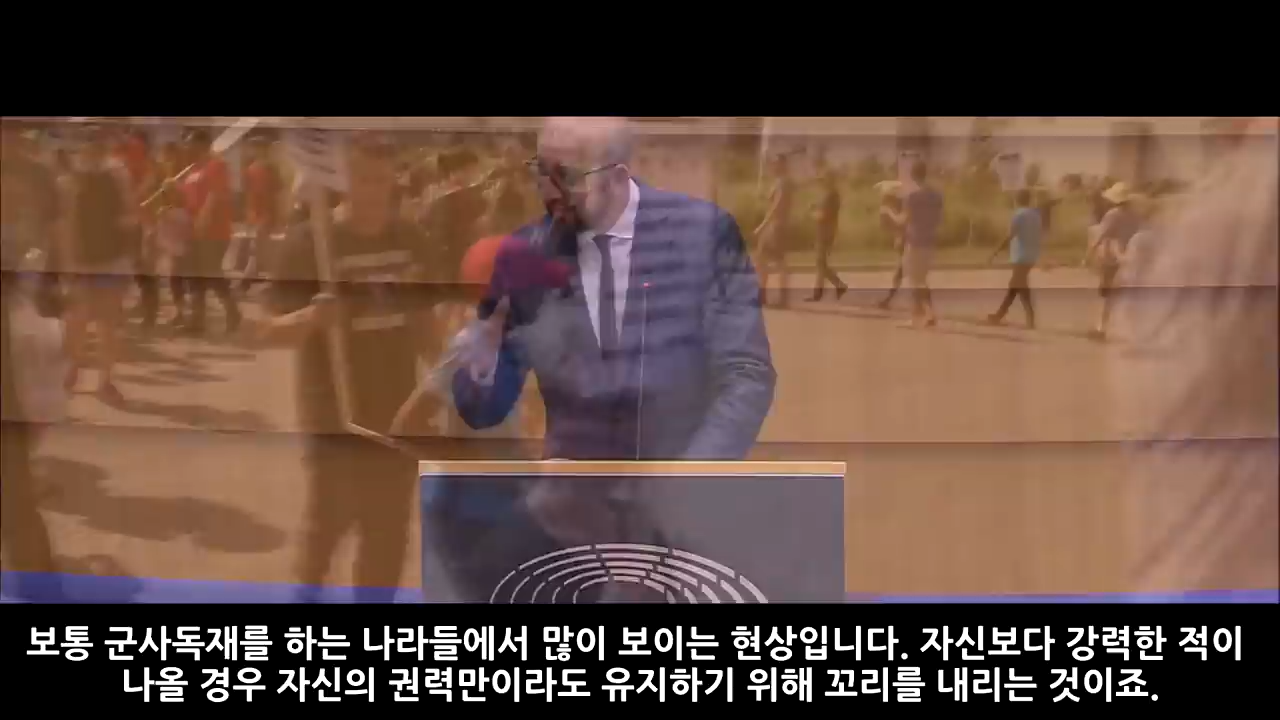 보통 군사독재를 하는 나라들에서 많이 보이는 현상입니다. 자신보다 강력한 적이
나올 경우 자신의 권력만이라도 유지하기 위해 꼬리를 내리는 것이죠.